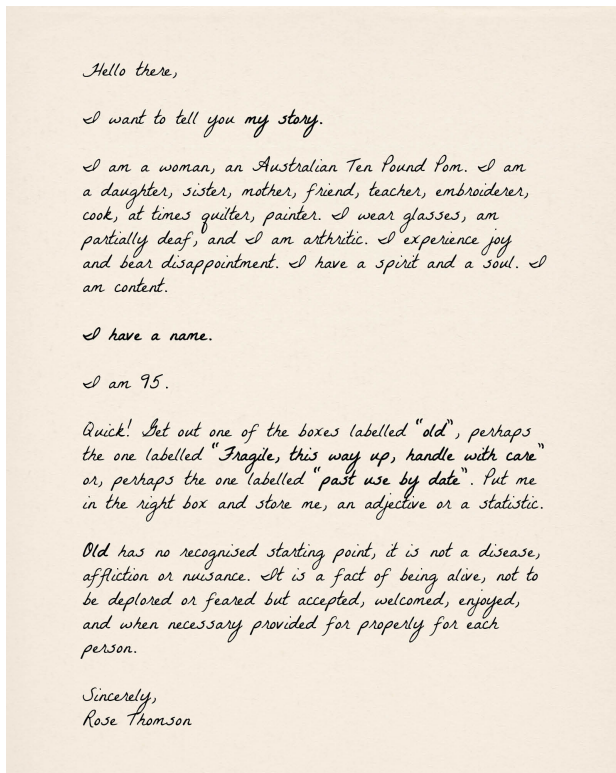 Hello there,
I want to tell you my story.
I am a woman, an Australian Ten Pound Pom. I am
a daughter, sister, mother, friend, teacher, embroiderer,
cook, at times quilter, painter. I wear glasses, am
partially deaf, and I am arthritic. I experience joy
and bear disappointment. I have a spirit and a soul. I
am content.
I have a name.
I am 95.
Quick! Get out one of the boxes labelled "old", perhaps
the one labelled "Fragile, this way up, handle with care"
or, perhaps the one labelled "past use by date". Put me
in the right box and store me, an adjective or a statistic.
Old has no recognised starting point, it is not a disease,
affliction or nuisance. It is a fact of being alive, not to
be deplored or feared but accepted, welcomed, enjoyed,
and when necessary provided for properly for each
person.
Sincerely,
Rose Thomson